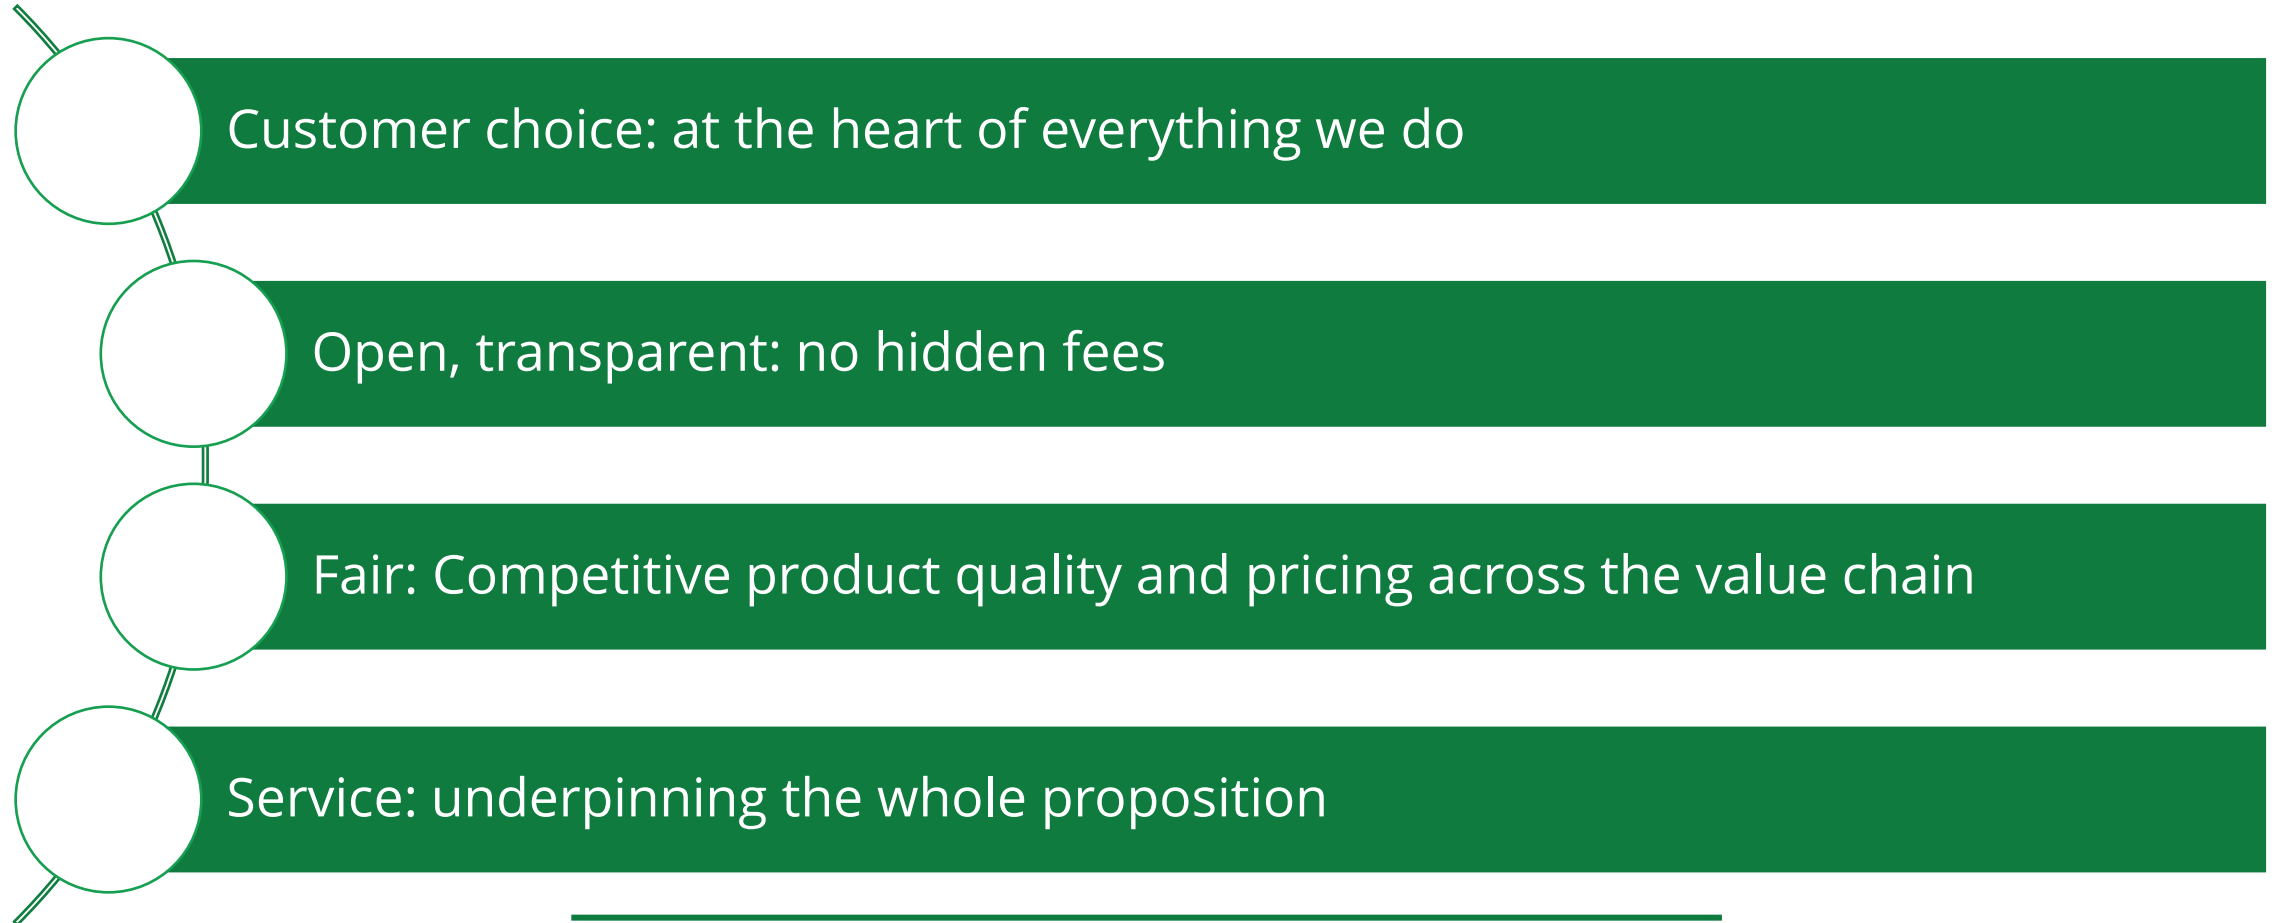 Customer choice: at the heart of everything we do
Open, transparent: no hidden fees
Fair: Competitive product quality and pricing across the value chain
Service: underpinning the whole proposition